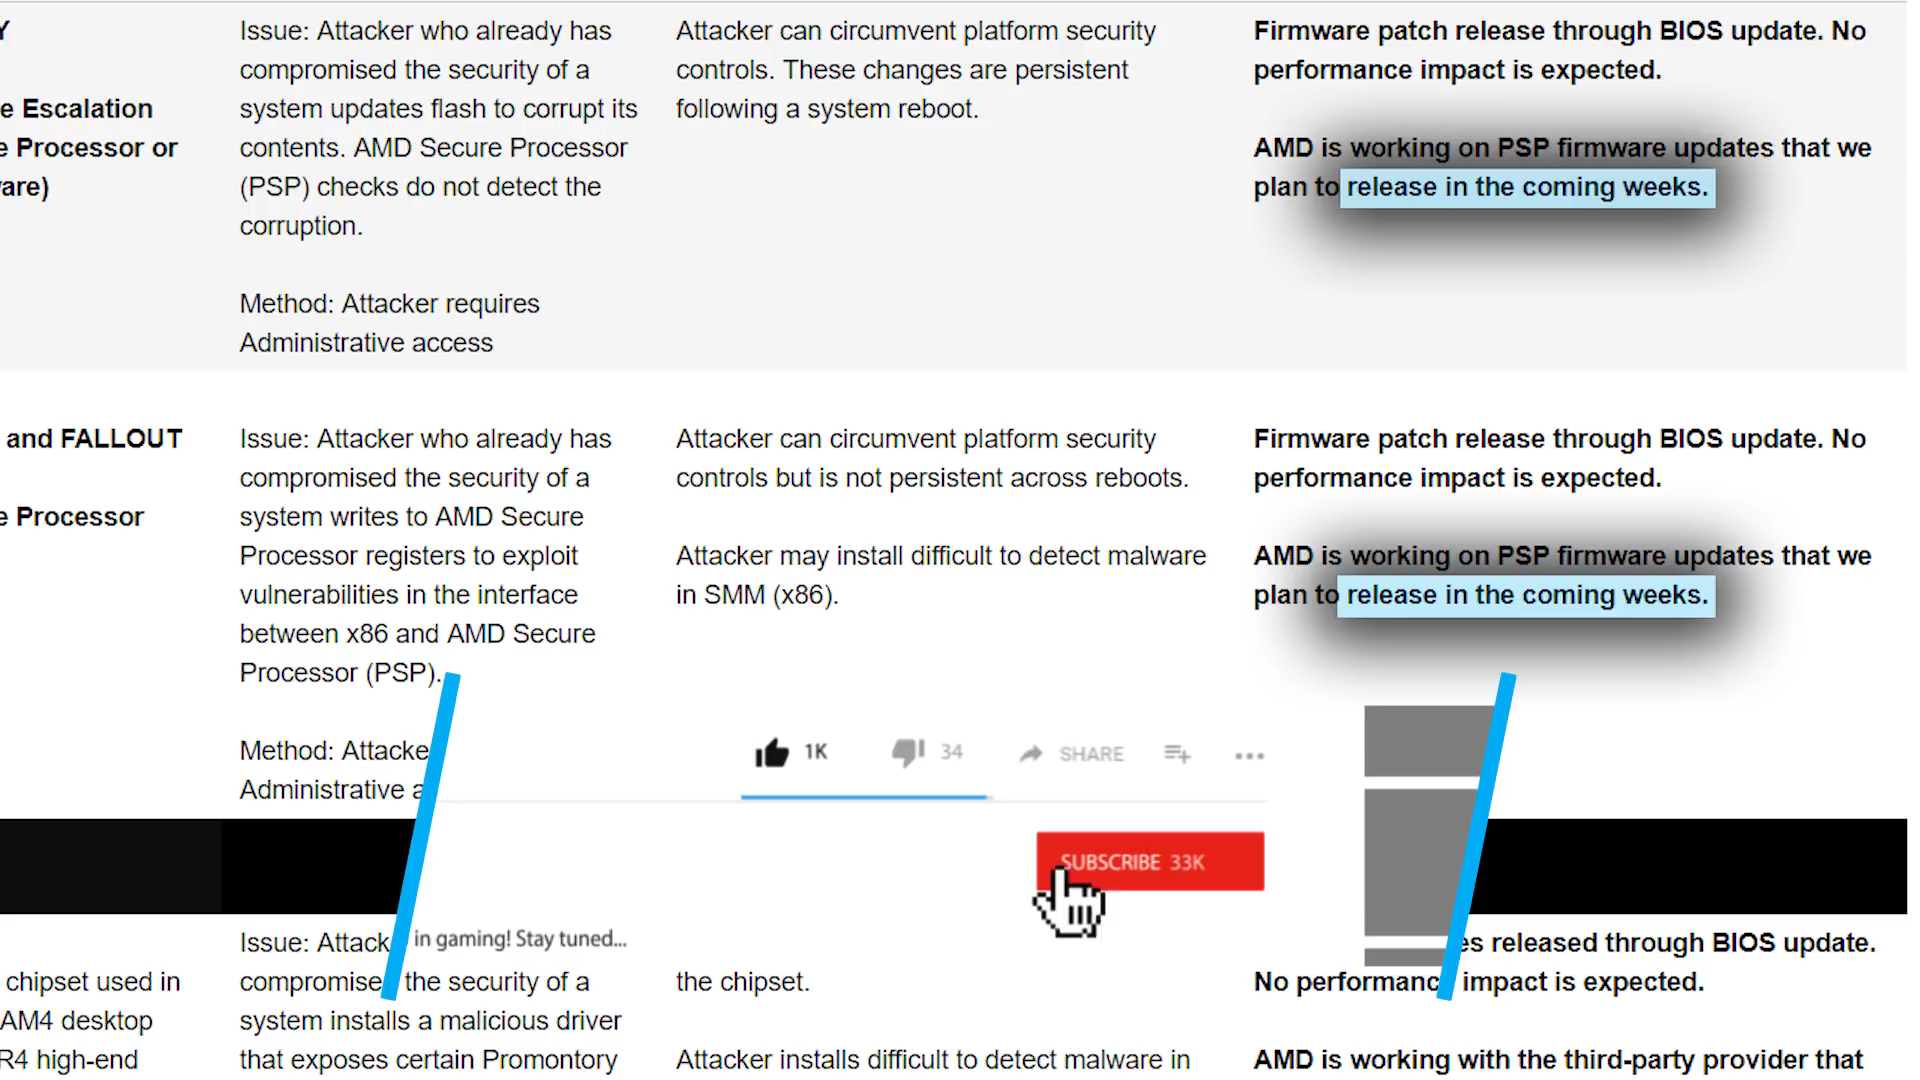 Y
Issue: Attacker who already has
compromised the security of a
system updates flash to corrupt its
contents. AMD Secure Processor
(PSP) checks do not detect the
corruption.
Method: Attacker requires
Administrative access
Attacker can circumvent platform security
controls. These changes are persistent
following a system reboot.
Firmware patch release through BIOS update. No
performance impact is expected.
AMD is working on PSP firmware updates that we
plan to release in the coming weeks.
e Escalation
e Processor or
are)
and FALLOUT
e Processor
Issue: Attacker who already has
compromised the security of a
system writes to AMD Secure
Processor registers to exploit
vulnerabilities in the interface
between x86 and AMD Secure
Processor (PSP).
Method: Attacke
Administrative a
Attacker can circumvent platform security
controls but is not persistent across reboots.
Attacker may install difficult to detect malware
in SMM (x86).
Firmware patch release through BIOS update. No
performance impact is expected.
AMD is working on PSP firmware updates that we
plan to release in the coming weeks.
1K 34 SHARE
SUBSCRIBE 33K
in gaming! Stay tuned...
chipset used in
AM4 desktop
R4 high-end
Issue: Attack
compromise the security of a
system installs a malicious driver
that exposes certain Promontory
the chipset.
Attacker installs difficult to detect malware in
es released through BIOS update.
No performanc impact is expected.
AMD is working with the third-party provider that